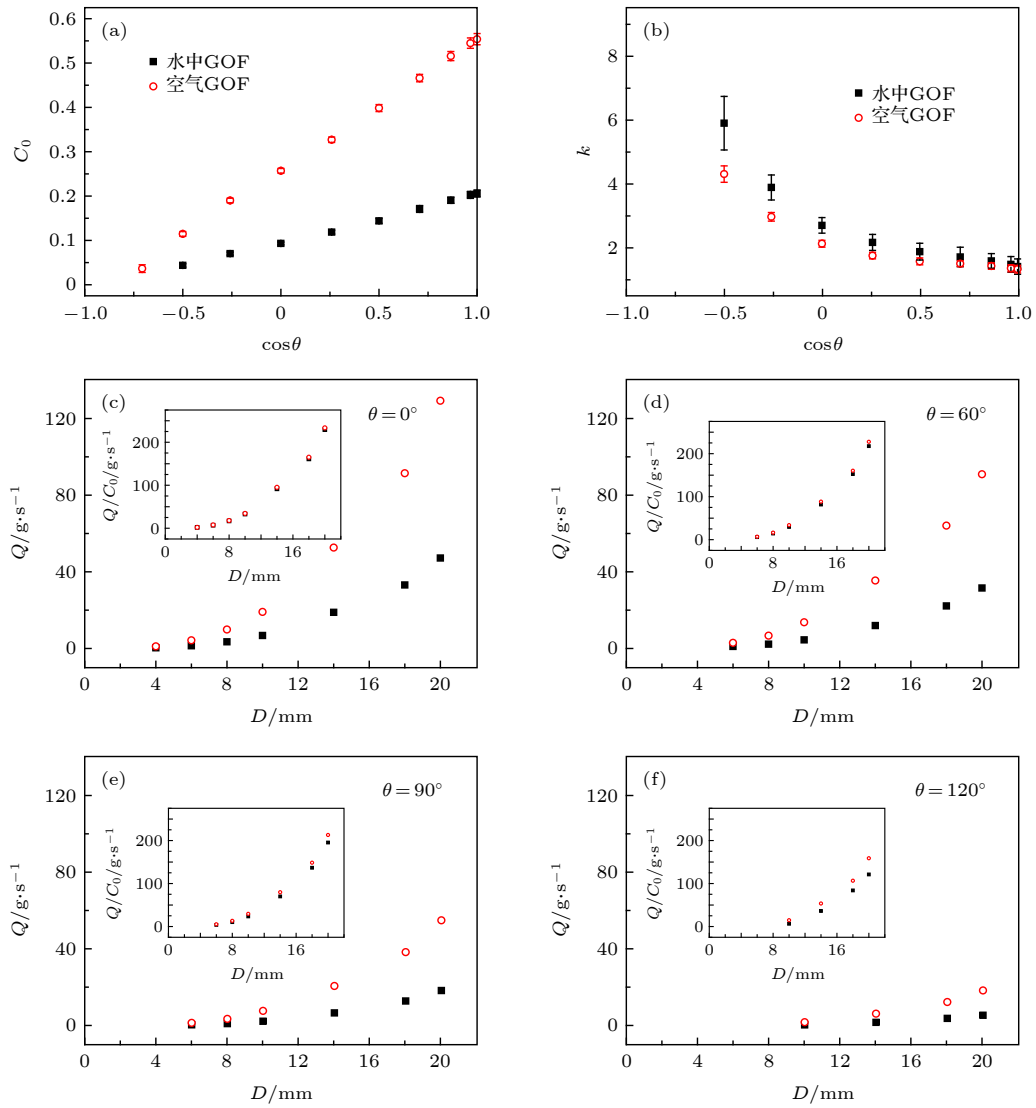 (a)
0.6
0.5
0.4
0.3
0.2
0.1
0
C₀
水中GOF
空气GOF
−1.0 −0.5 0 0.5 1.0
cosθ
(b)
8
6
4
2
k
水中GOF
空气GOF
−1.0 −0.5 0 0.5 1.0
cosθ
(c)
θ = 0°
120
80
40
0
Q/g·s⁻¹
200
100
0
Q/C₀/g·s⁻¹
0 8 16
D/mm
0 4 8 12 16 20
D/mm
(d)
θ = 60°
120
80
40
0
Q/g·s⁻¹
200
100
0
Q/C₀/g·s⁻¹
0 8 16
D/mm
0 4 8 12 16 20
D/mm
(e)
θ = 90°
120
80
40
0
Q/g·s⁻¹
200
100
0
Q/C₀/g·s⁻¹
0 8 16
D/mm
0 4 8 12 16 20
D/mm
(f)
θ = 120°
120
80
40
0
Q/g·s⁻¹
200
100
0
Q/C₀/g·s⁻¹
0 8 16
D/mm
0 4 8 12 16 20
D/mm